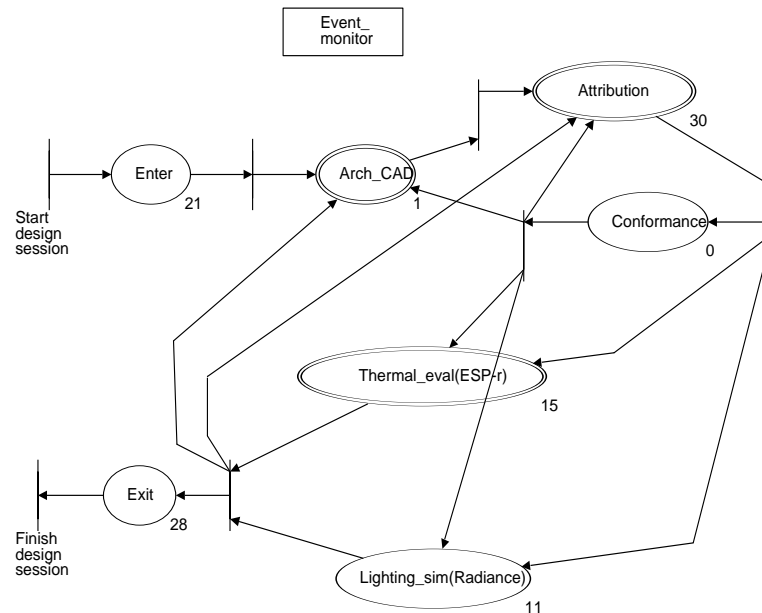 Event_
monitor
Attribution
30
Enter
21
Arch_CAD
1
Start
design
session
Conformance
0
Thermal_eval(ESP-r)
15
Exit
28
Finish
design
session
Lighting_sim(Radiance)
11